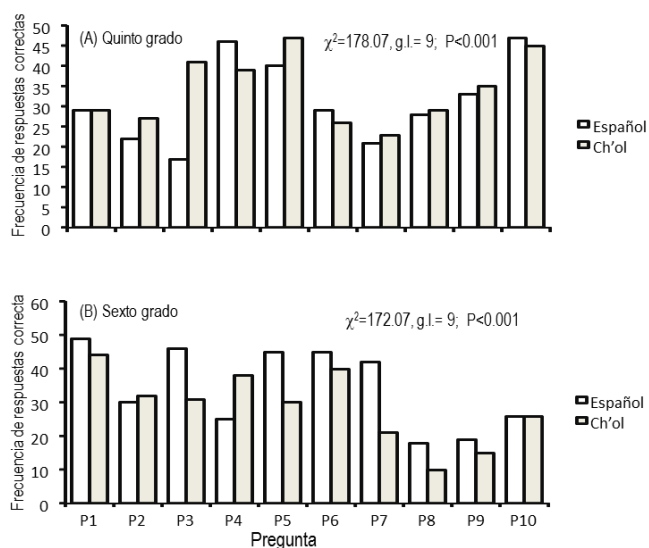 (A) Quinto grado
χ²=178.07, g.l.= 9; P<0.001
Frecuencia de respuestas correctas
50
45
40
35
30
25
20
15
10
5
0
Español
Ch'ol
(B) Sexto grado
χ²=172.07, g.l.= 9; P<0.001
Frecuencia de respuestas correcta
60
50
40
30
20
10
0
Español
Ch'ol
P1 P2 P3 P4 P5 P6 P7 P8 P9 P10
Pregunta